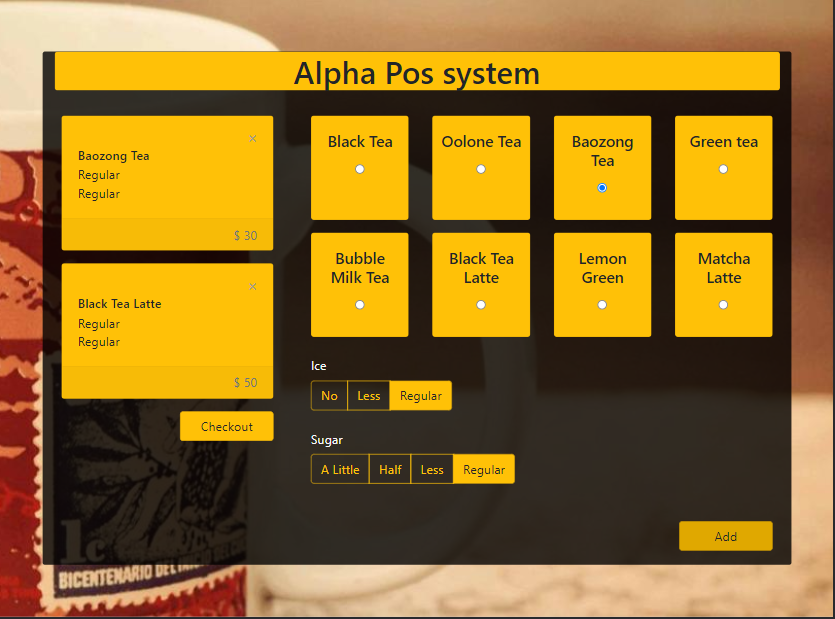 Alpha Pos system
×
Baozong Tea
Regular
Regular
$ 30
×
Black Tea Latte
Regular
Regular
$ 50
Checkout
Black Tea
Oolone Tea
Baozong
Tea
Green tea
Bubble
Milk Tea
Black Tea
Latte
Lemon
Green
Matcha
Latte
Ice
No Less Regular
Sugar
A Little Half Less Regular
Add
1c
BICENTENARIO DEL